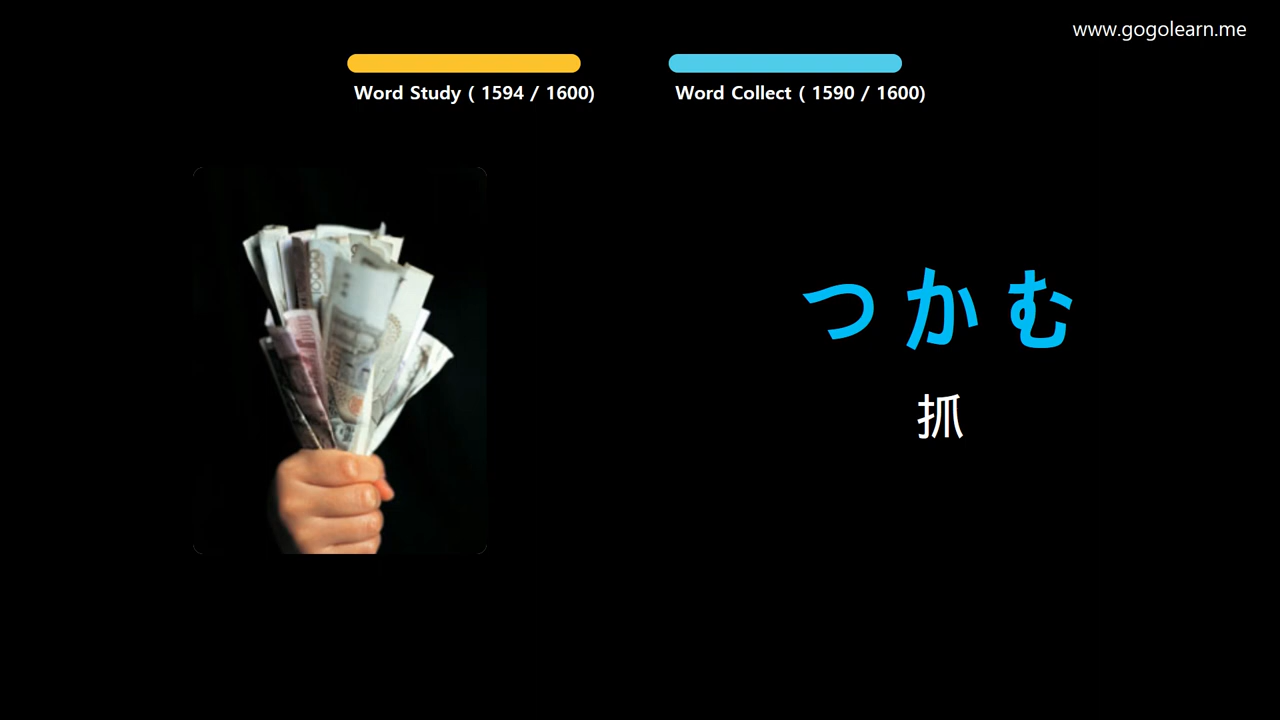 www.gogolearn.me
Word Study ( 1594 / 1600)
Word Collect ( 1590 / 1600)
つかむ
抓